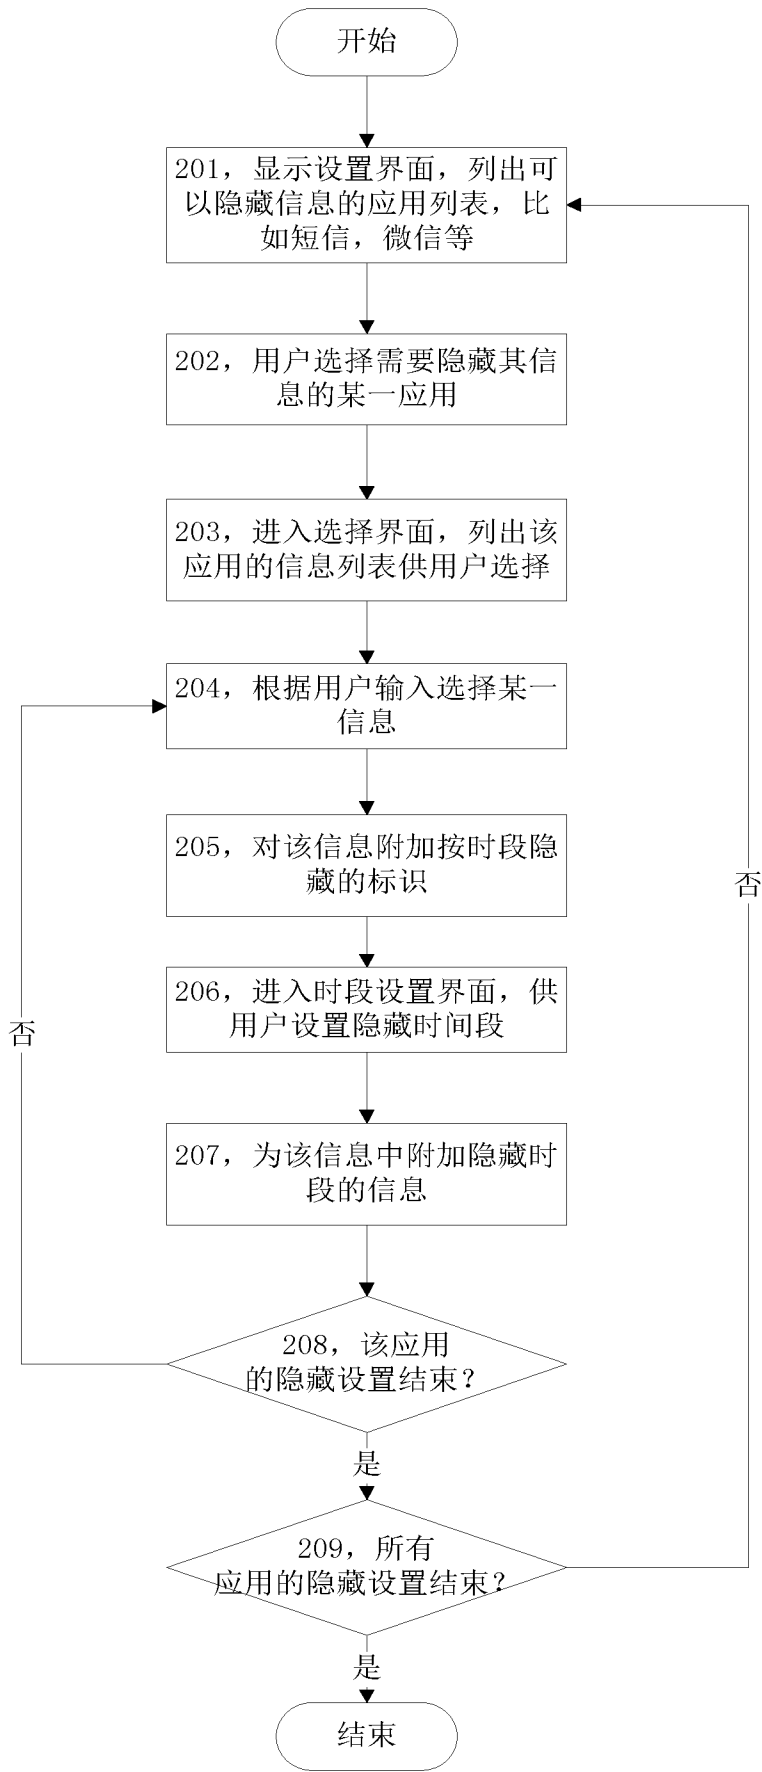 开始
201，显示设置界面，列出可
以隐藏信息的应用列表，比
如短信，微信等
202，用户选择需要隐藏其信
息的某一应用
203，进入选择界面，列出该
应用的信息列表供用户选择
204，根据用户输入选择某一
信息
205，对该信息附加按时段隐
藏的标识
否
206，进入时段设置界面，供
用户设置隐藏时间段
否
207，为该信息中附加隐藏时
段的信息
208，该应用
的隐藏设置结束？
是
209，所有
应用的隐藏设置结束？
是
结束